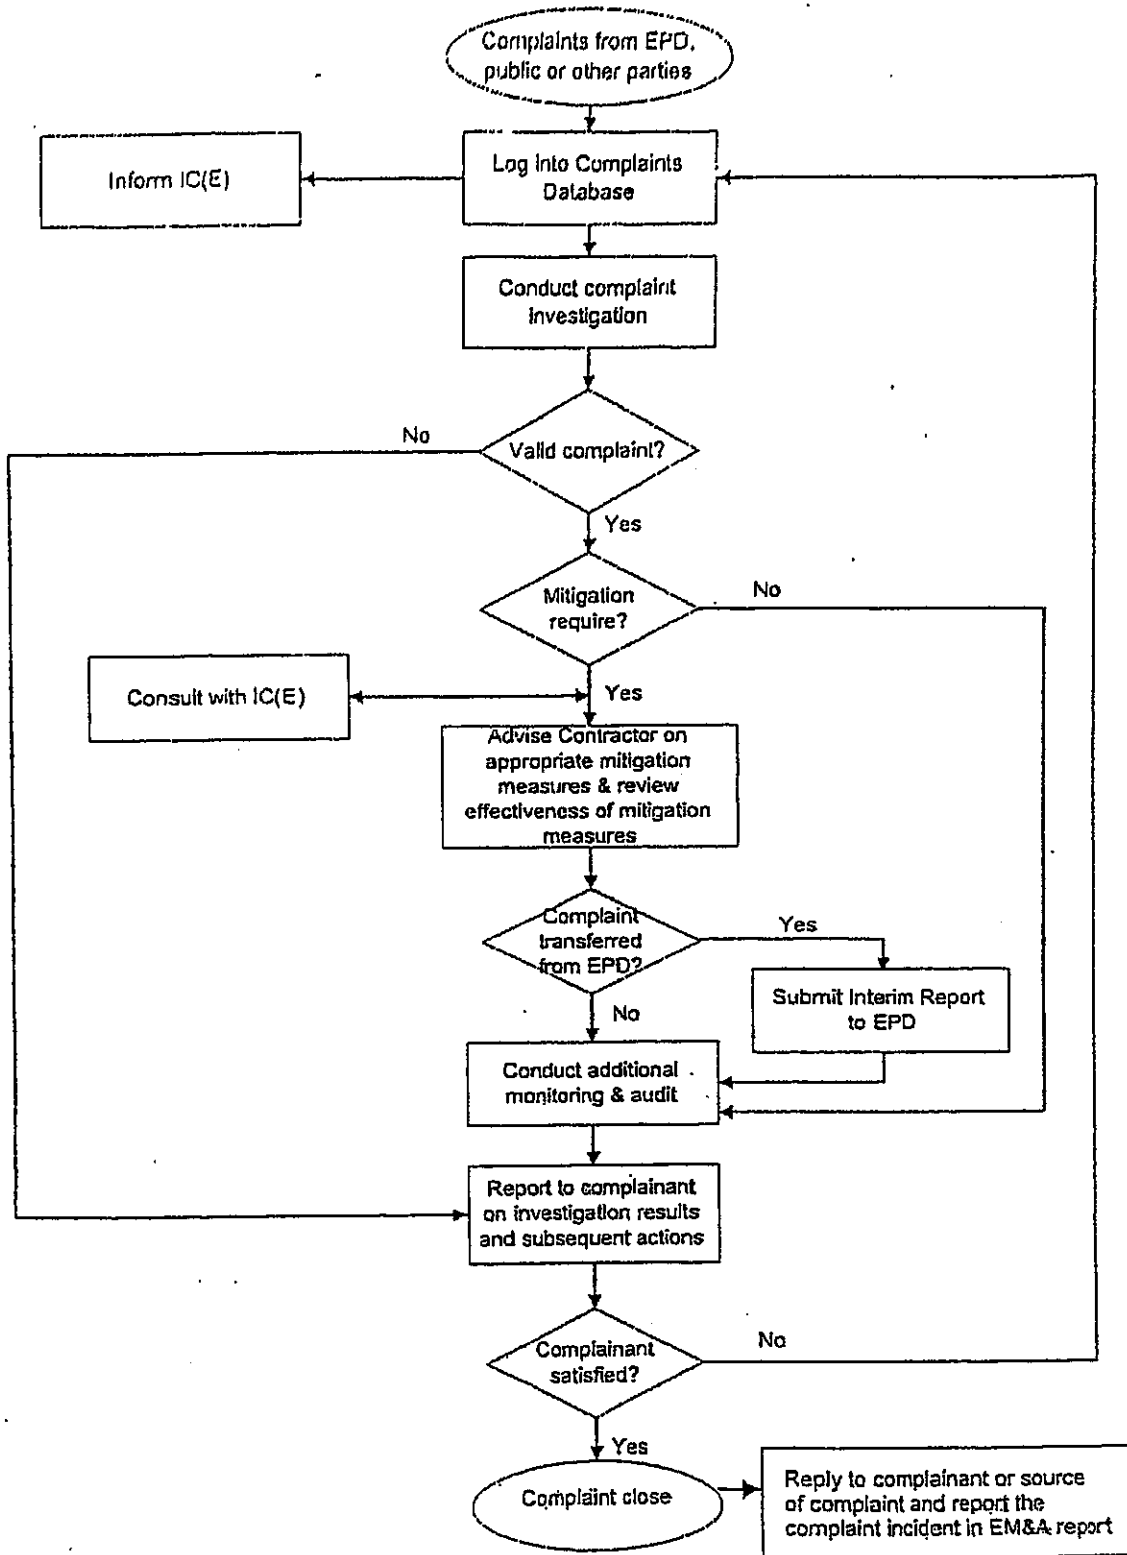 Complaints from EPD,
public or other parties
Log Into Complaints
Database
Inform IC(E)
Conduct complaint
Investigation
Valid complaint?
No
Yes
Mitigation
require?
No
Yes
Consult with IC(E)
Advise Contractor on
appropriate mitigation
measures & review
effectiveness of mitigation
measures
Complaint
transferred
from EPD?
Yes
No
Submit Interim Report
to EPD
Conduct additional
monitoring & audit
Report to complainant
on investigation results
and subsequent actions
Complainant
satisfied?
No
Yes
Complaint close
Reply to complainant or source
of complaint and report the
complaint incident in EM&A report